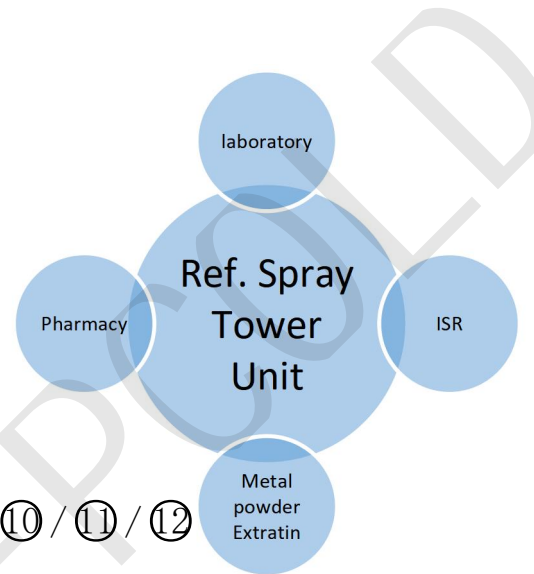 laboratory
Ref. Spray
Tower
Unit
Pharmacy
ISR
Metal
powder
Extratin
⑩/⑪/⑫
PCOLD